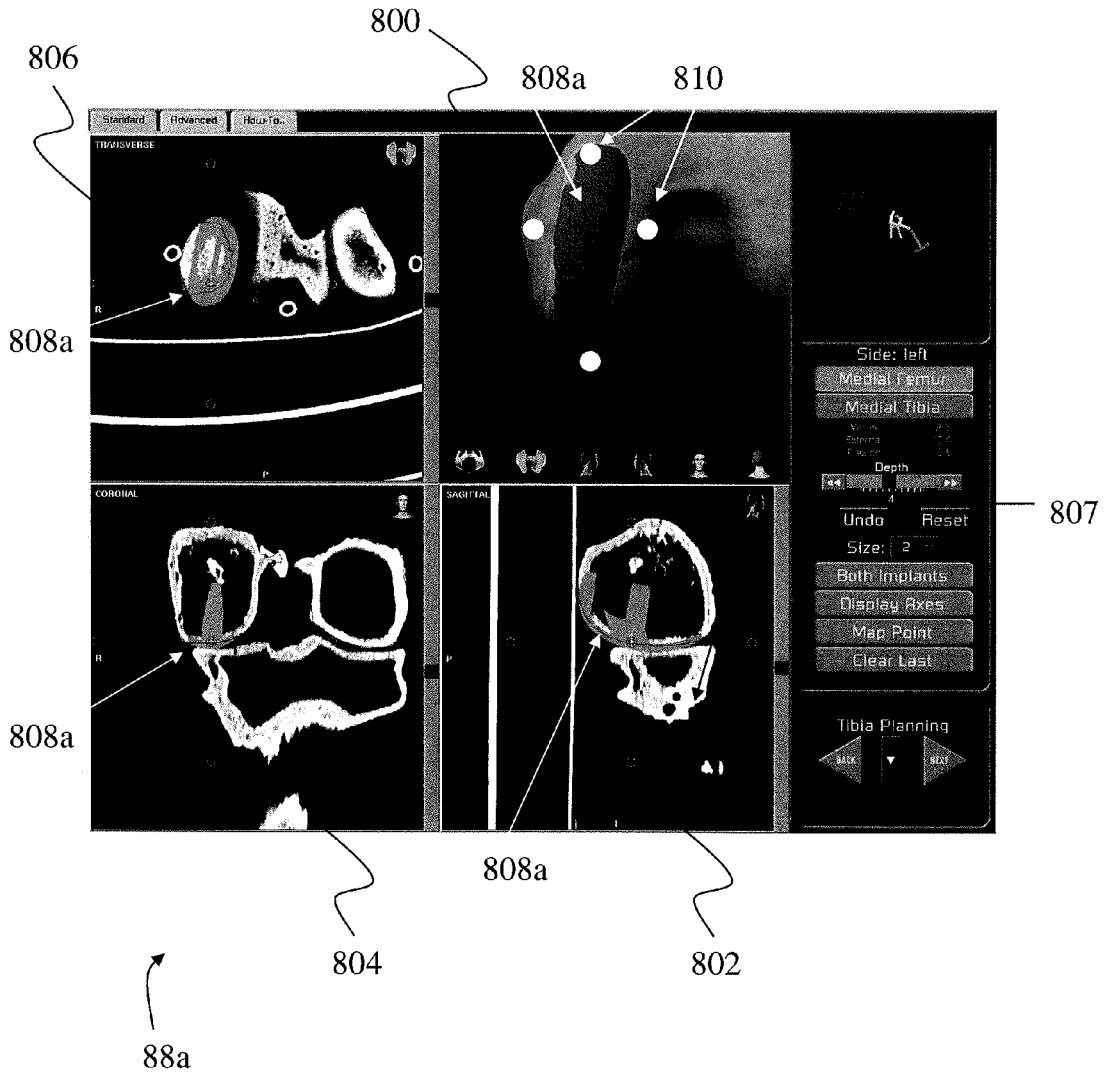 800
806
808a
810
Standard
Advanced
How-To..
TRANSVERSE
R
808a
P
Side: left
Medial Femur
Medial Tibia
Depth
4
Undo
Reset
807
Size: 2
Both Implants
Display Axes
Map Point
Clear Last
CORONAL
R
808a
SAGITTAL
P
Tibia Planning
BACK
NEXT
808a
804
802
88a